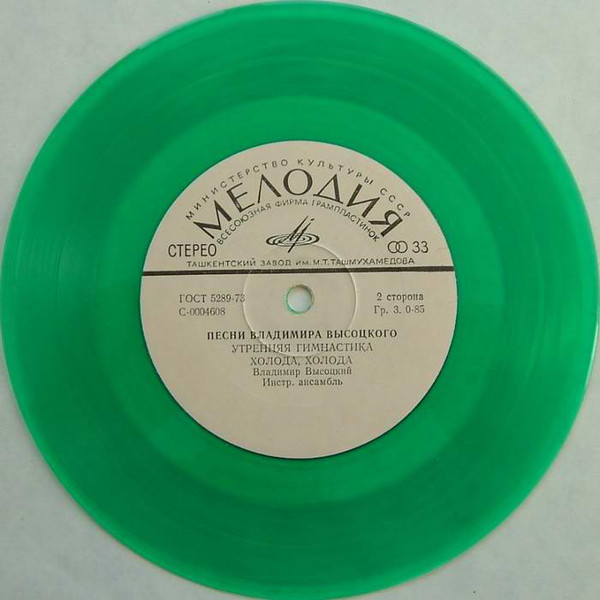 МИНИСТЕРСТВО КУЛЬТУРЫ СССР
МЕЛОДИЯ
ВСЕСОЮЗНАЯ ФИРМА ГРАМПЛАСТИНОК
СТЕРЕО
33
ТАШКЕНТСКИЙ ЗАВОД ИМ. М.Т. ТАШМУХАМЕДОВА
ГОСТ 5289-73 2 сторона
С-0004608 Гр. 3. 0-85
ПЕСНИ ВЛАДИМИРА ВЫСОЦКОГО
УТРЕННЯЯ ГИМНАСТИКА
ХОЛОДА, ХОЛОДА
Владимир Высоцкий
Инстр. ансамбль